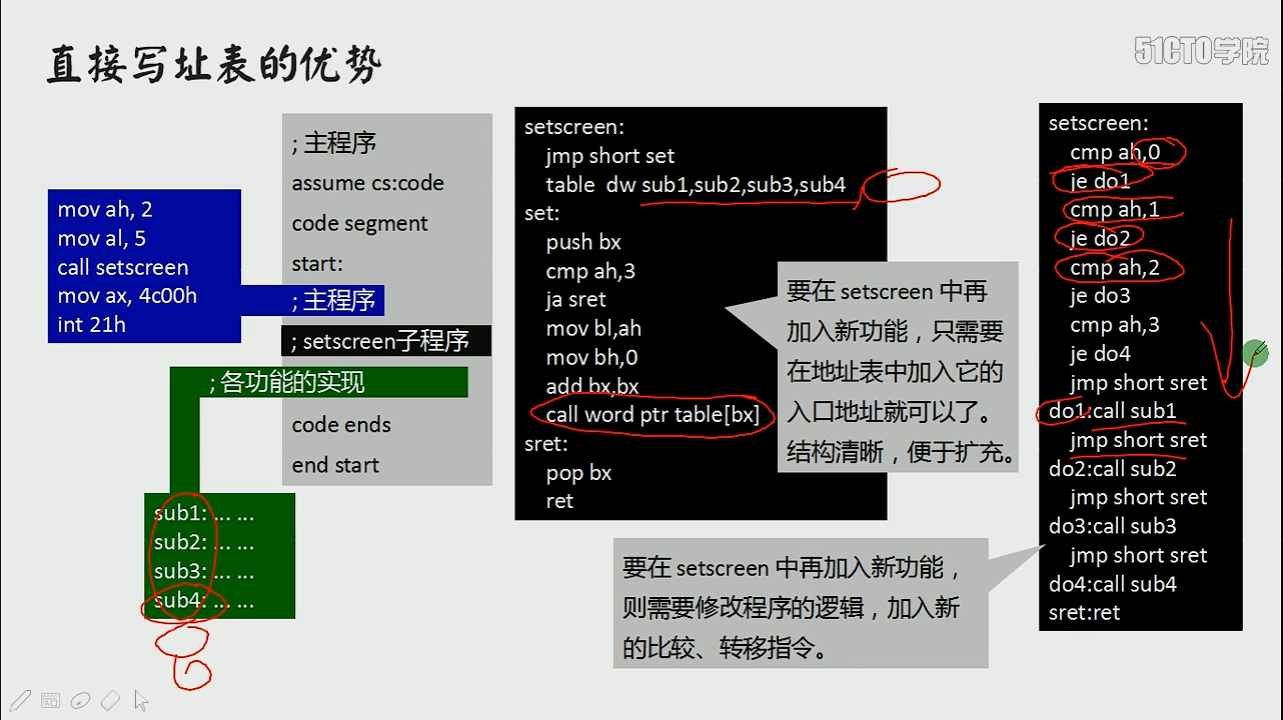 直接写址表的优势
51CTO学院
mov ah, 2
mov al, 5
call setscreen
mov ax, 4c00h
int 21h
; 主程序
assume cs:code
code segment
start:
; 主程序
; setscreen子程序
; 各功能的实现
code ends
end start
sub1: ... ...
sub2: ... ...
sub3: ... ...
sub4: ... ...
setscreen:
jmp short set
table dw sub1,sub2,sub3,sub4
set:
push bx
cmp ah,3
ja sret
mov bl,ah
mov bh,0
add bx,bx
call word ptr table[bx]
sret:
pop bx
ret
要在 setscreen 中再
加入新功能，只需要
在地址表中加入它的
入口地址就可以了。
结构清晰，便于扩充。
要在 setscreen 中再加入新功能，
则需要修改程序的逻辑，加入新
的比较、转移指令。
setscreen:
cmp ah,0
je do1
cmp ah,1
je do2
cmp ah,2
je do3
cmp ah,3
je do4
jmp short sret
do1:call sub1
jmp short sret
do2:call sub2
jmp short sret
do3:call sub3
jmp short sret
do4:call sub4
sret:ret